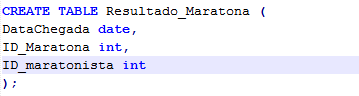 CREATE TABLE Resultado_Maratona (
DataChegada date,
ID_Maratona int,
ID_maratonista int
);